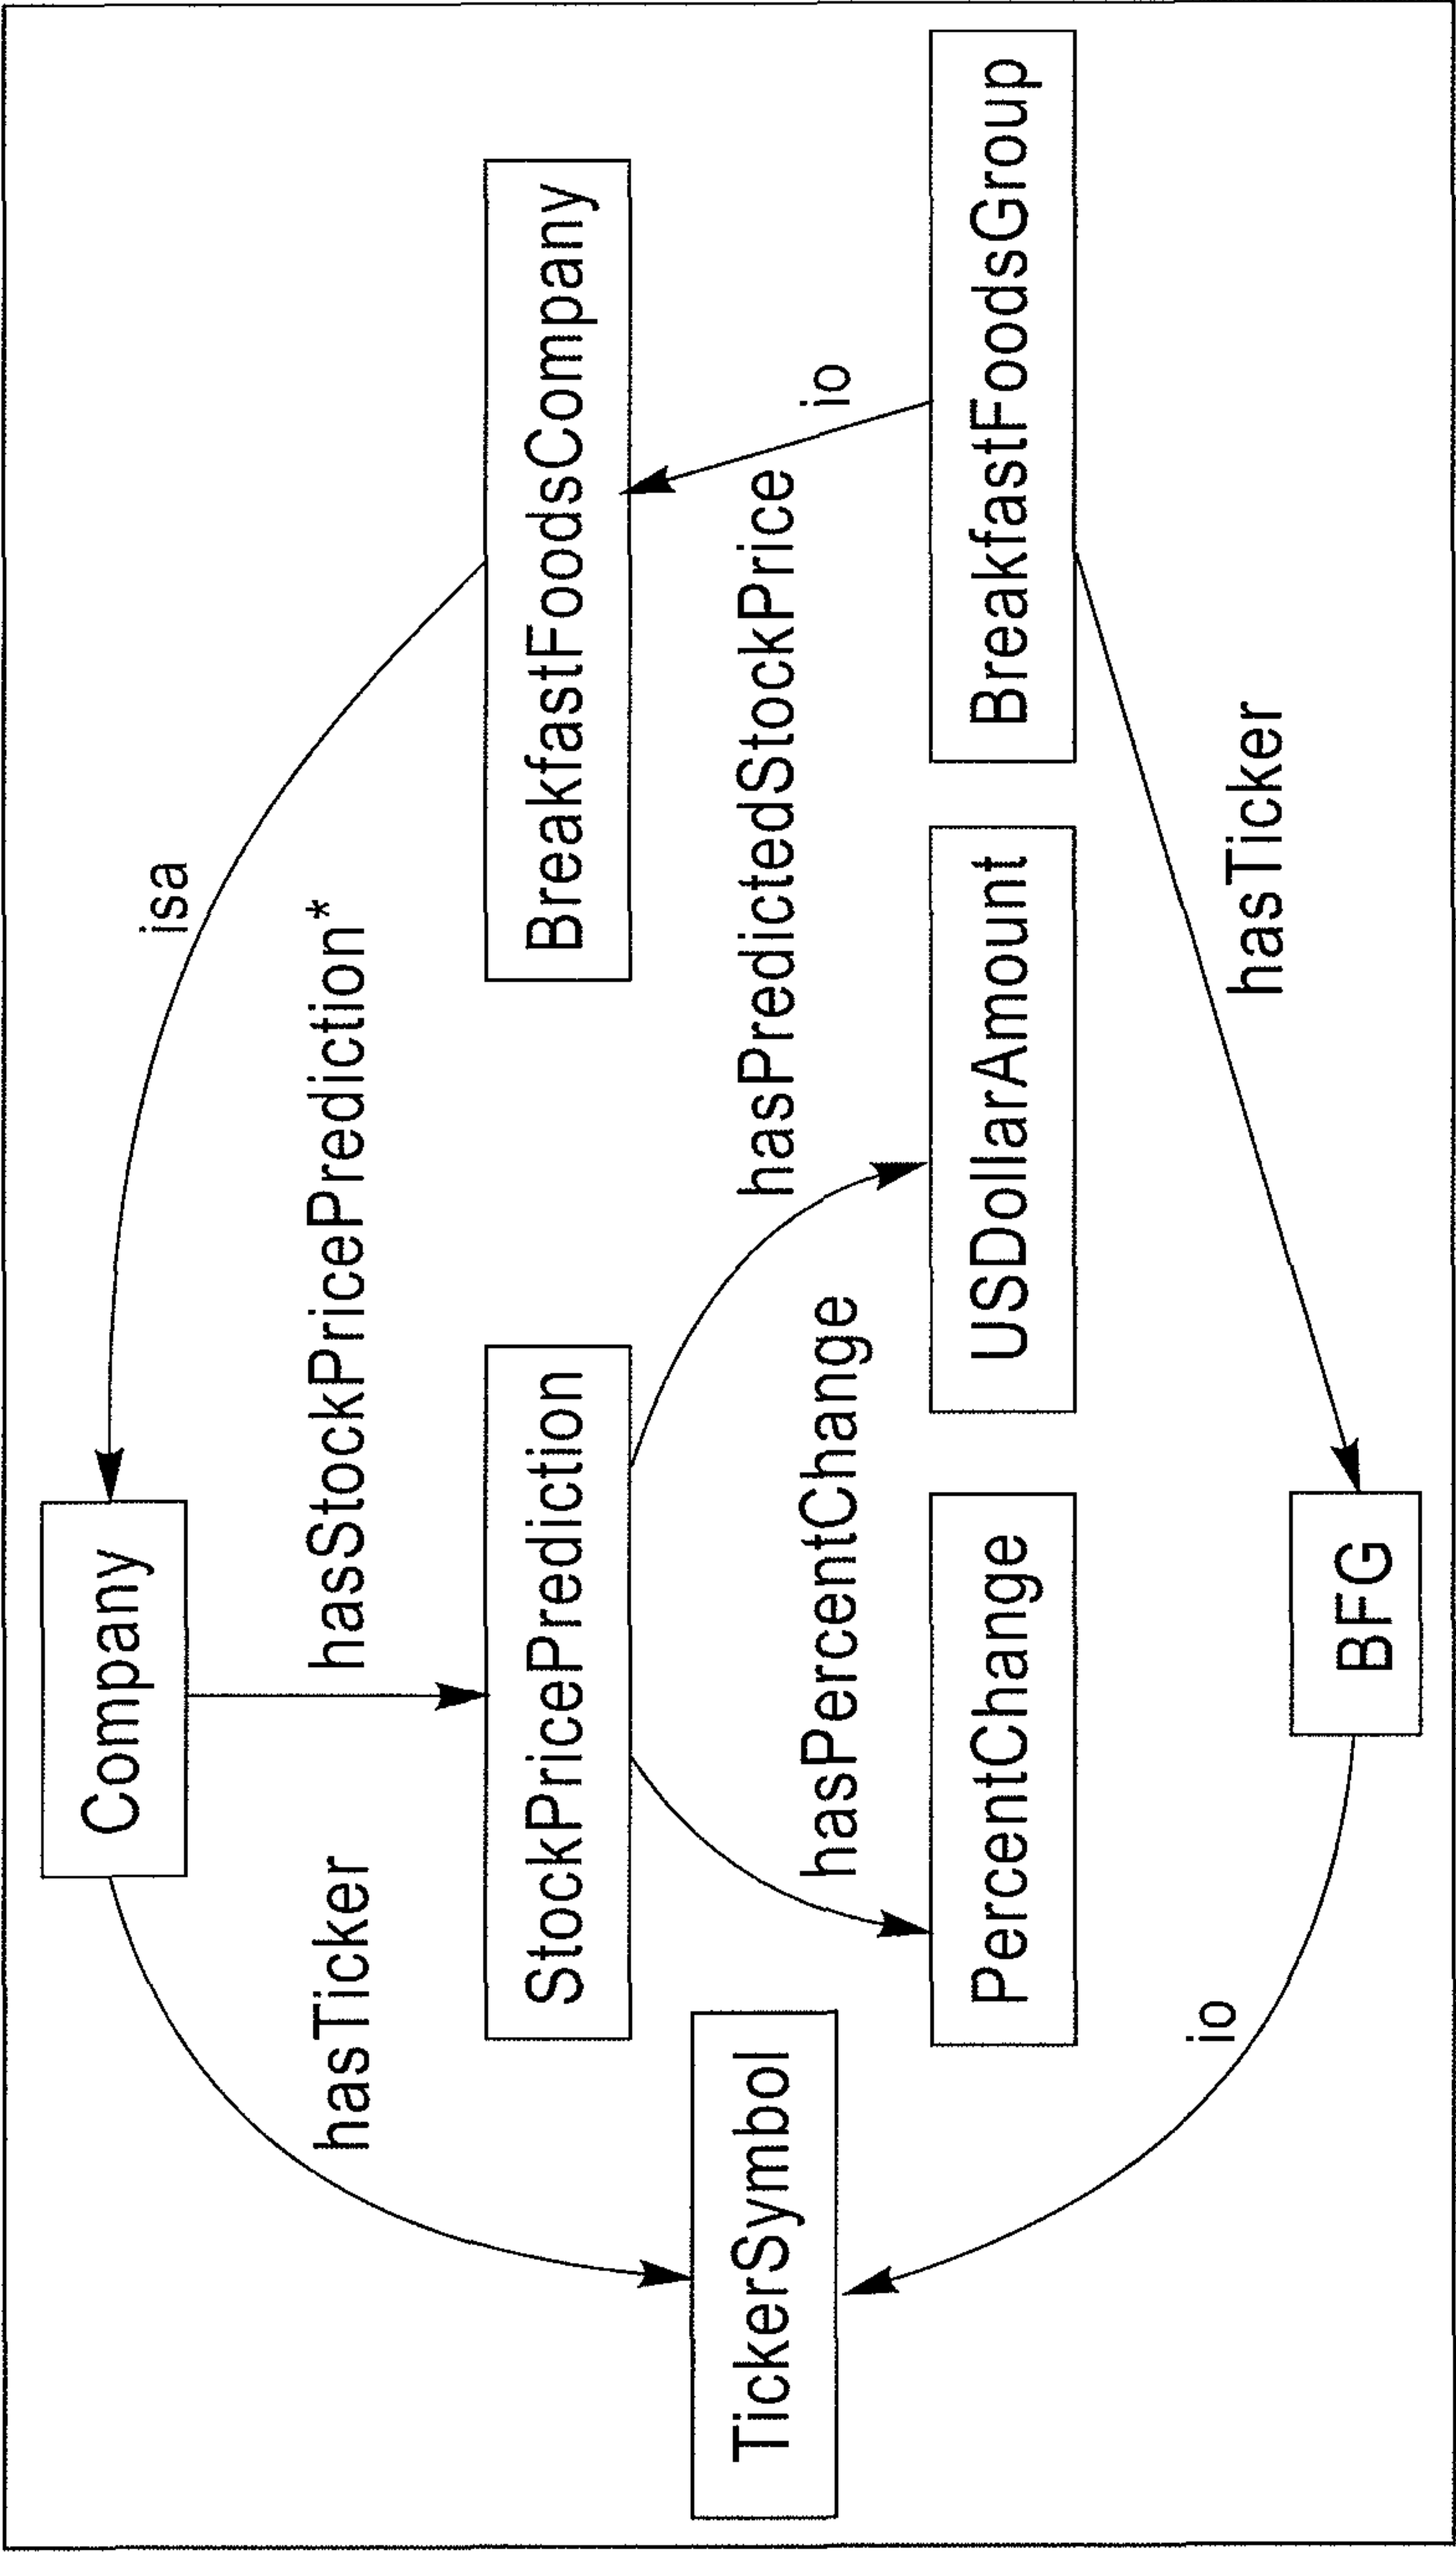 Company
isa
hasTicker
hasStockPricePrediction*
StockPricePrediction
BreakfastFoodsCompany
TickerSymbol
hasPredictedStockPrice
hasPercentChange
io
PercentChange
USDollarAmount
BreakfastFoodsGroup
io
hasTicker
BFG